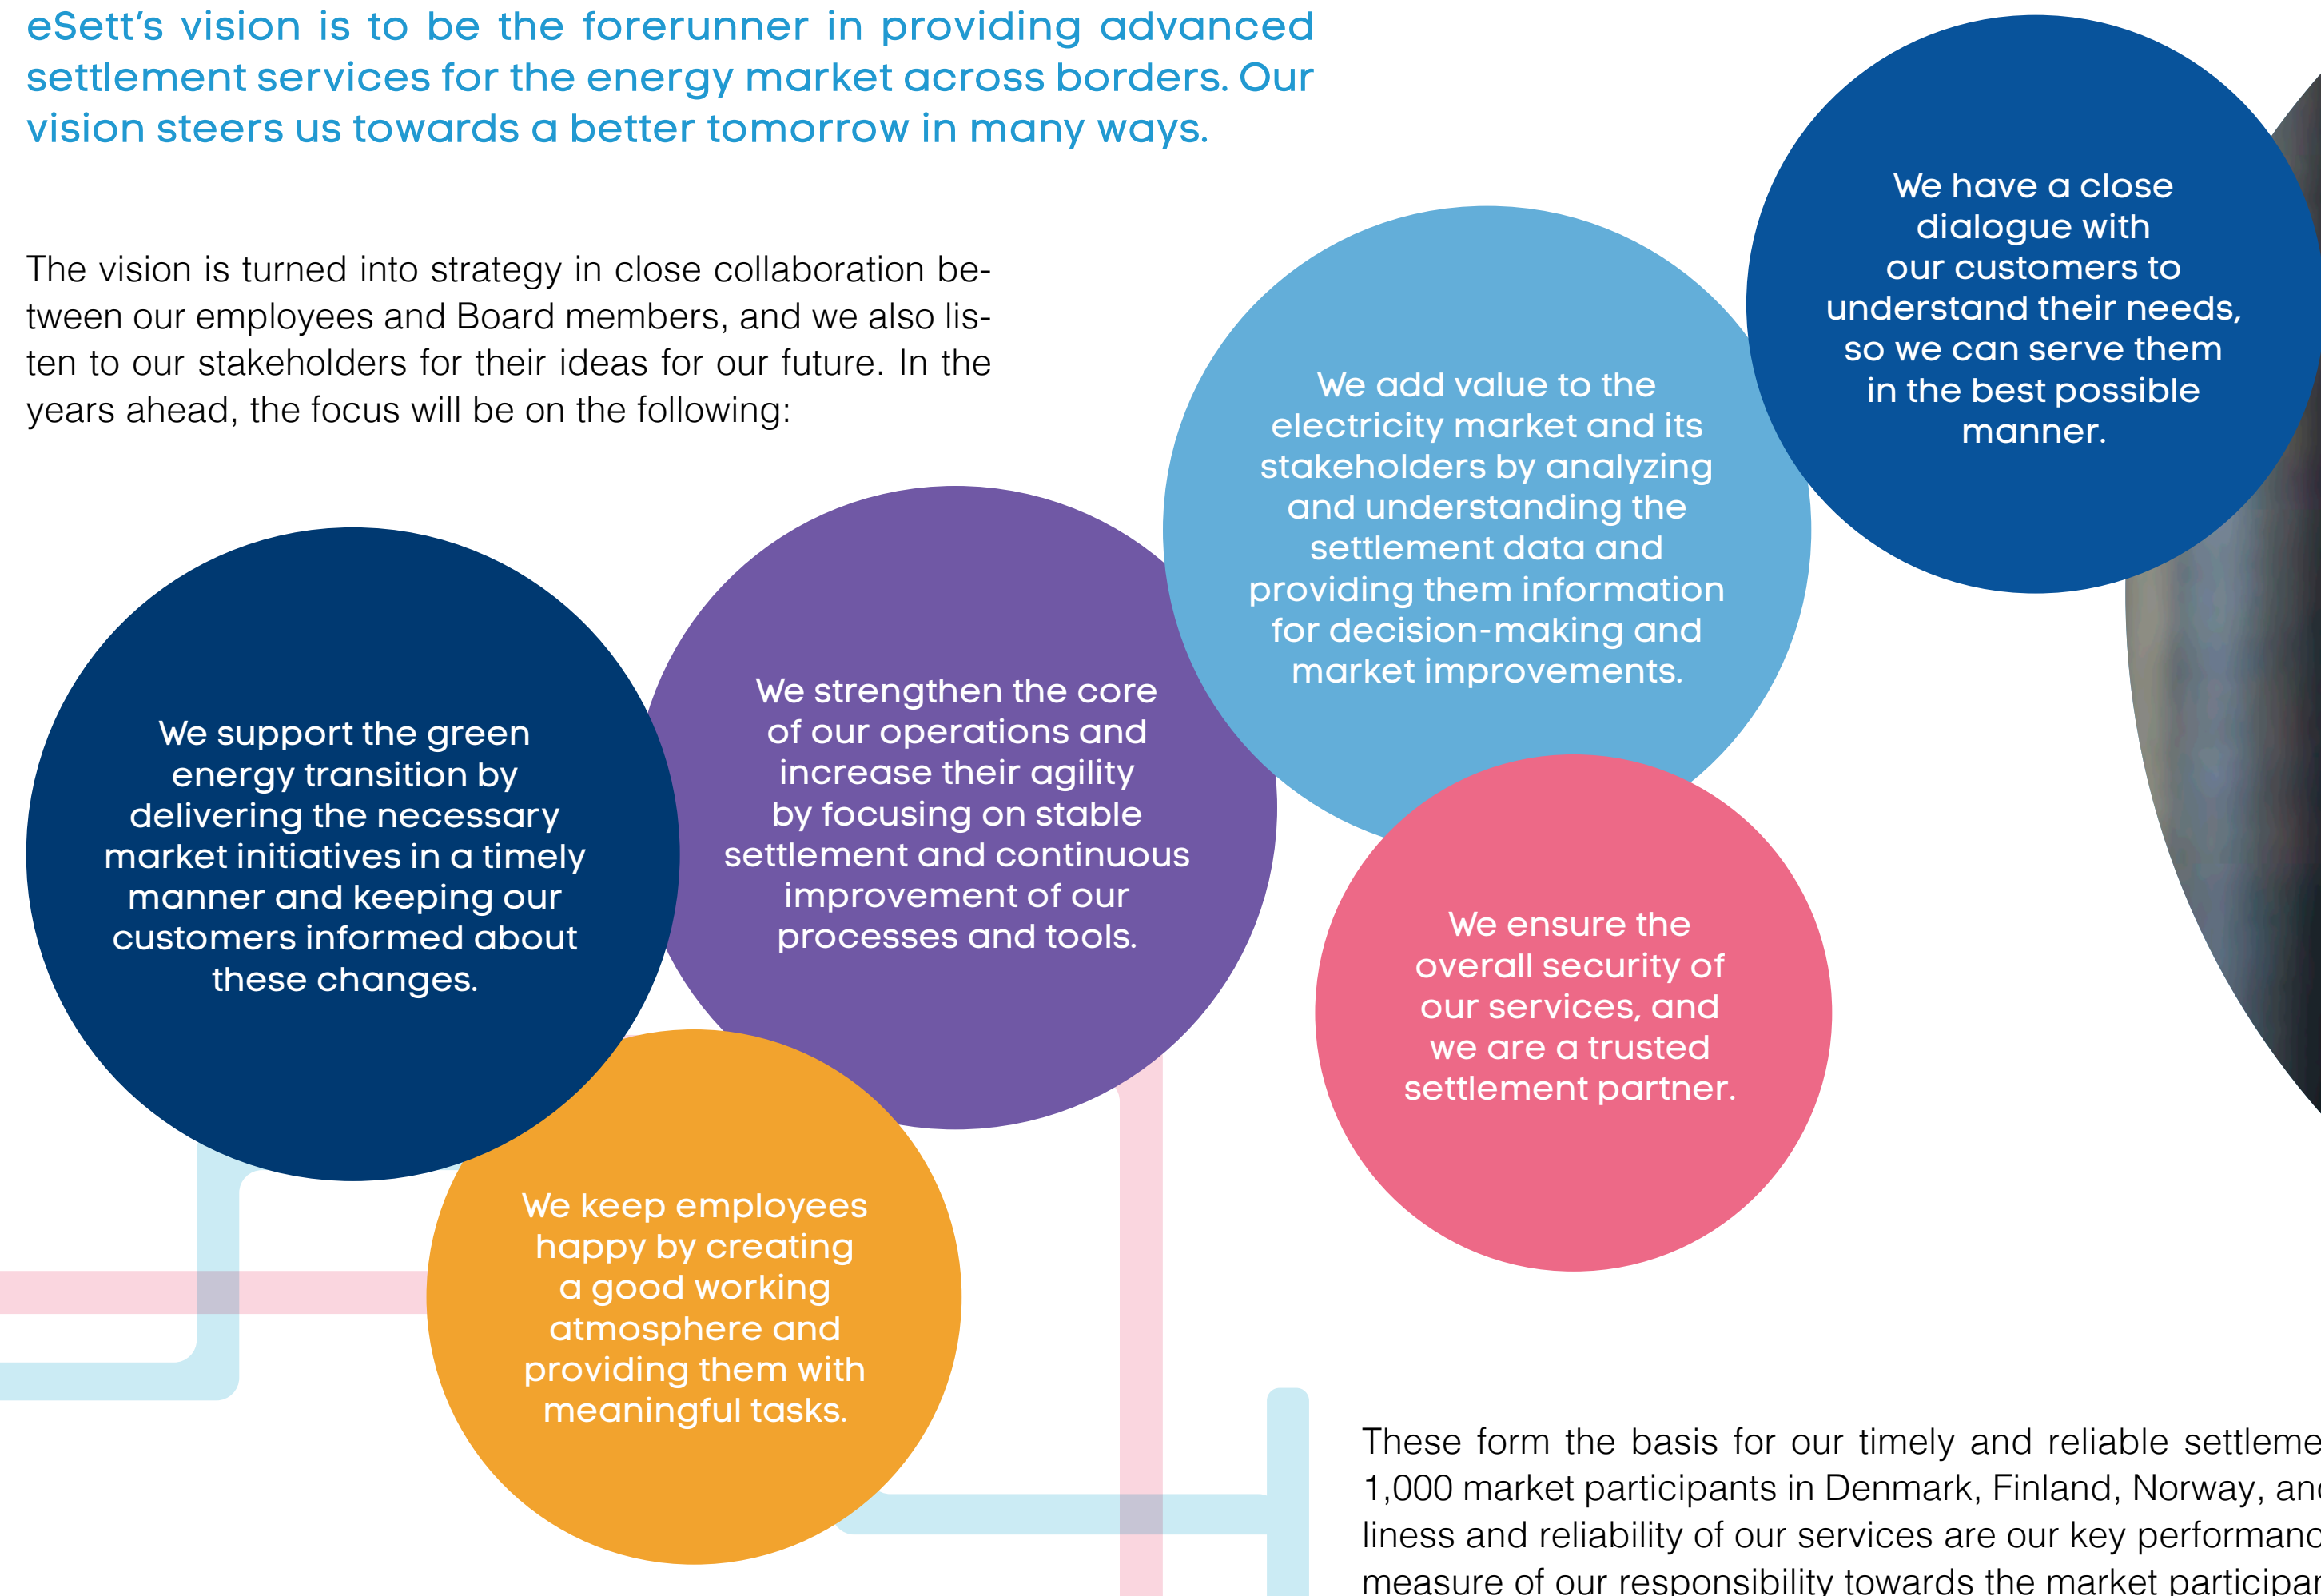 eSett's vision is to be the forerunner in providing advanced
settlement services for the energy market across borders. Our
vision steers us towards a better tomorrow in many ways.
The vision is turned into strategy in close collaboration be-
tween our employees and Board members, and we also lis-
ten to our stakeholders for their ideas for our future. In the
years ahead, the focus will be on the following:
We support the green
energy transition by
delivering the necessary
market initiatives in a timely
manner and keeping our
customers informed about
these changes.
We strengthen the core
of our operations and
increase their agility
by focusing on stable
settlement and continuous
improvement of our
processes and tools.
We add value to the
electricity market and its
stakeholders by analyzing
and understanding the
settlement data and
providing them information
for decision-making and
market improvements.
We have a close
dialogue with
our customers to
understand their needs,
so we can serve them
in the best possible
manner.
We keep employees
happy by creating
a good working
atmosphere and
providing them with
meaningful tasks.
We ensure the
overall security of
our services, and
we are a trusted
settlement partner.
These form the basis for our timely and reliable
1,000 market participants in Denmark, Finland, Norway,
liness and reliability of our services are our key
measure of our responsibility towards the market